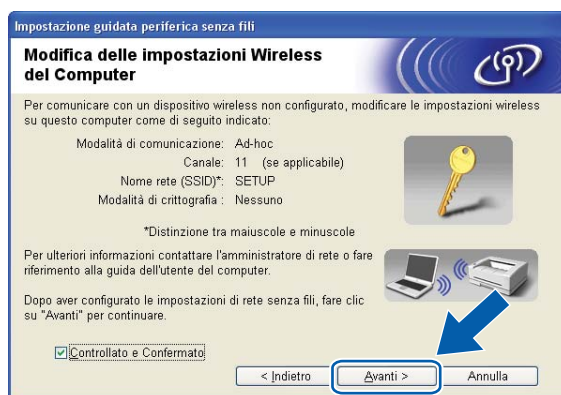 Impostazione guidata periferica senza fili
Modifica delle impostazioni Wireless
del Computer
Per comunicare con un dispositivo wireless non configurato, modificare le impostazioni wireless
su questo computer come di seguito
indicato:
Modalità di comunicazione: Ad-hoc
Canale: 11 (se applicabile)
Nome rete (SSID)*: SETUP
Modalità di crittografia : Nessuno
*Distinzione tra maiuscole e minuscole
Per ulteriori informazioni contattare l'amministratore di rete o fare
riferimento alla guida dell'utente del computer.
Dopo aver configurato le impostazioni di rete senza fili, fare clic
su "Avanti" per continuare.
Controllato e Confermato
< Indietro Avanti > Annulla